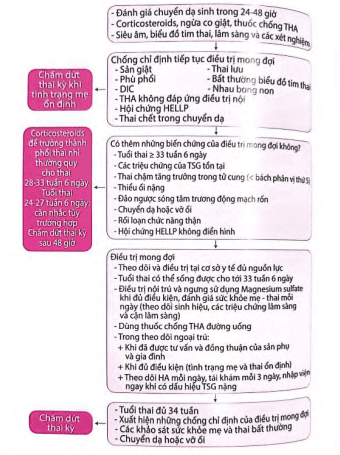 - Đánh giá chuyển dạ sinh trong 24-48 giờ
- Corticosteroids, ngừa co giật, thuốc chống THA
- Siêu âm, biểu đồ tim thai, lâm sàng và các xét nghiệm
Chống chỉ định tiếp tục điều trị mong đợi
- Sản giật
- Thai lưu
- Phù phổi
- Bất thường biểu đồ tim thai
- DIC
- Nhau bong non
- THA không đáp ứng điều trị nội
- Hội chứng HELLP
- Thai chết trong chuyển dạ
Chấm dứt
thai kỳ khi
tình trạng mẹ
ổn định
Có thêm những biến chứng của điều trị mong đợi không?
- Tuổi thai ≥ 33 tuần 6 ngày
- Các triệu chứng của TSG tồn tại
- Thai chậm tăng trưởng trong tử cung (< bách phân vị thứ 5)
- Thiểu ối nặng
- Đảo ngược sóng tâm trương động mạch rốn
- Chuyển dạ hoặc vỡ ối
- Rối loạn chức năng thận
- Hội chứng HELLP không điển hình
Corticosteroids
để trưởng thành
phổi thai nhi
thường quy
cho thai
28-33 tuần 6 ngày
Tuổi thai
24-27 tuần 6 ngày:
cân nhắc tùy
trường hợp
Chấm dứt thai kỳ
sau 48 giờ
Điều trị mong đợi
- Theo dõi và điều trị tại cơ sở y tế đủ nguồn lực
- Tuổi thai có thể sống được cho tới 33 tuần 6 ngày
- Điều trị nội trú và ngưng sử dụng Magnesium sulfate
khi đủ điều kiện, đánh giá sức khỏe mẹ - thai mỗi
ngày (theo dõi sinh hiệu, các triệu chứng lâm sàng
và cận lâm sàng)
- Dùng thuốc chống THA đường uống
- Trong theo dõi ngoại trú:
+ Khi đã được tư vấn và đồng thuận của sản phụ
và gia đình
+ Khi đủ điều kiện (tình trạng mẹ và thai ổn định)
+ Theo dõi HA mỗi ngày, tái khám mỗi 3 ngày, nhập viện
ngay khi có dấu hiệu TSG nặng
Chấm dứt
thai kỳ
- Tuổi thai đủ 34 tuần
- Xuất hiện những chống chỉ định của điều trị mong đợi
- Các khảo sát sức khỏe mẹ và thai bất thường
- Chuyển dạ hoặc vỡ ối